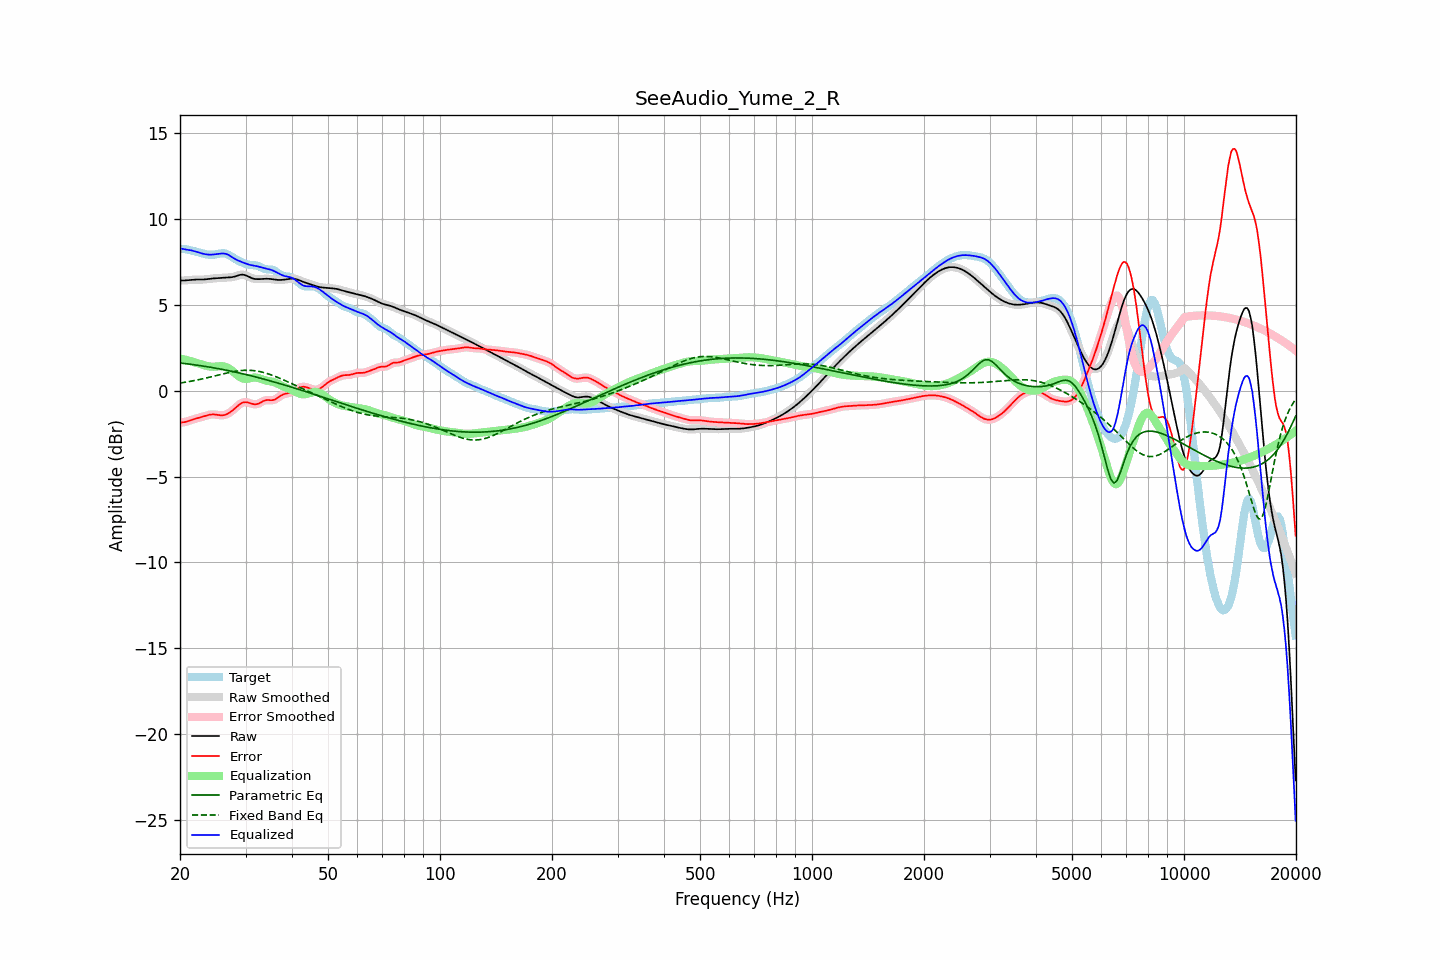 SeeAudio_Yume_2_R
Amplitude (dBr)
15
10
5
0
−5
−10
−15
−20
−25
Target
Raw Smoothed
Error Smoothed
Raw
Error
Equalization
Parametric Eq
Fixed Band Eq
Equalized
20 50 100 200 500 1000 2000 5000 10000 20000
Frequency (Hz)